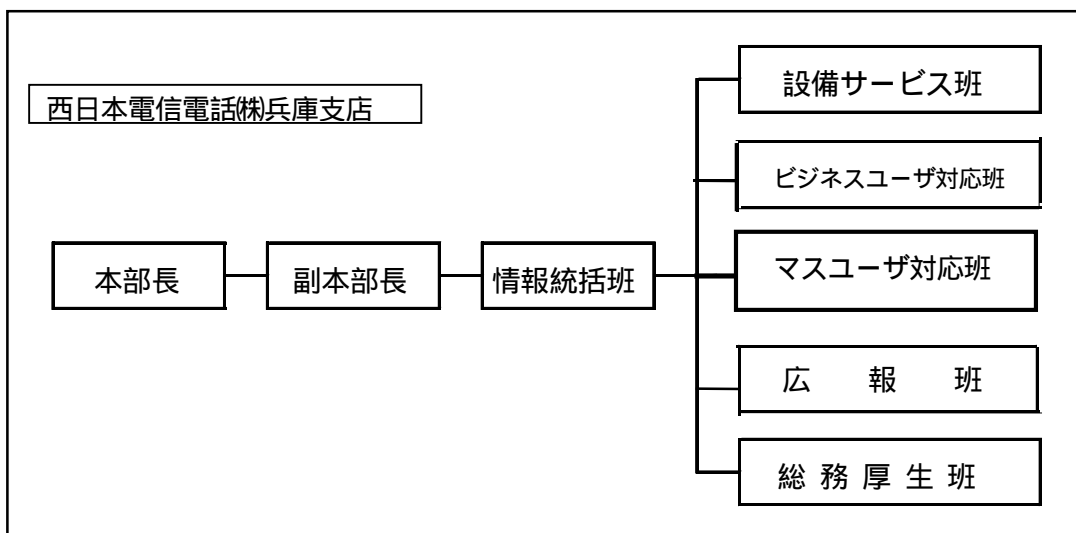 西日本電信電話㈱兵庫支店
本部長
副本部長
情報統括班
設備サービス班
ビジネスユーザ対応班
マスユーザ対応班
広報班
総務厚生班